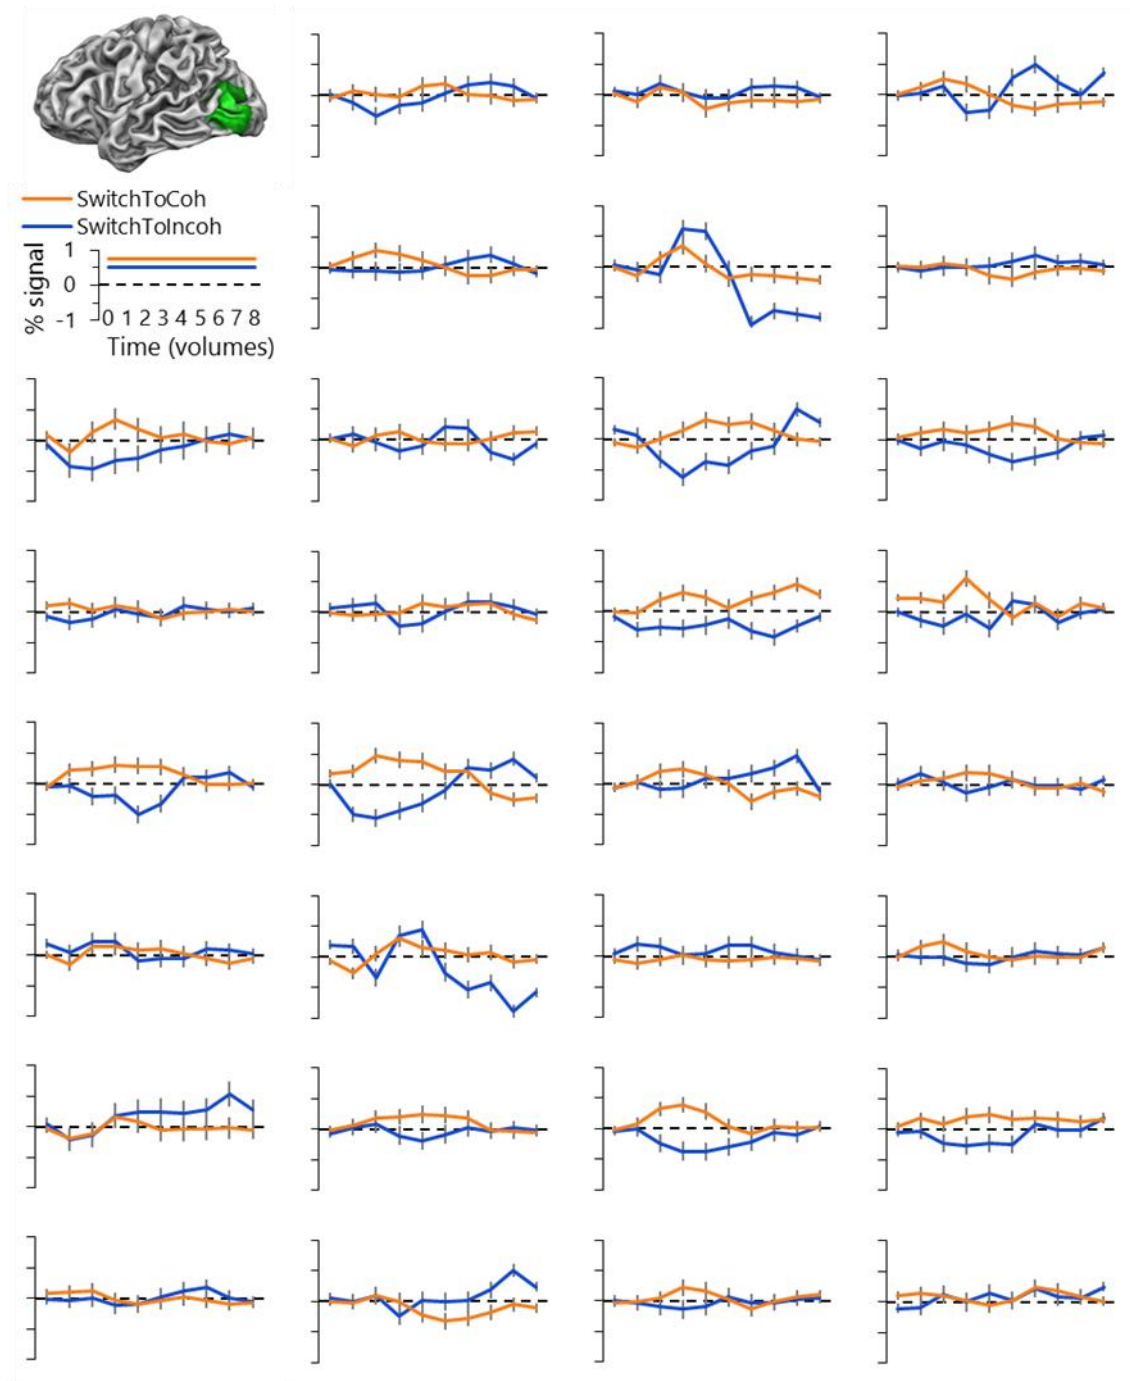 SwitchToCoh
SwitchToIncoh
% signal
1
0
-1
0 1 2 3 4 5 6 7 8
Time (volumes)